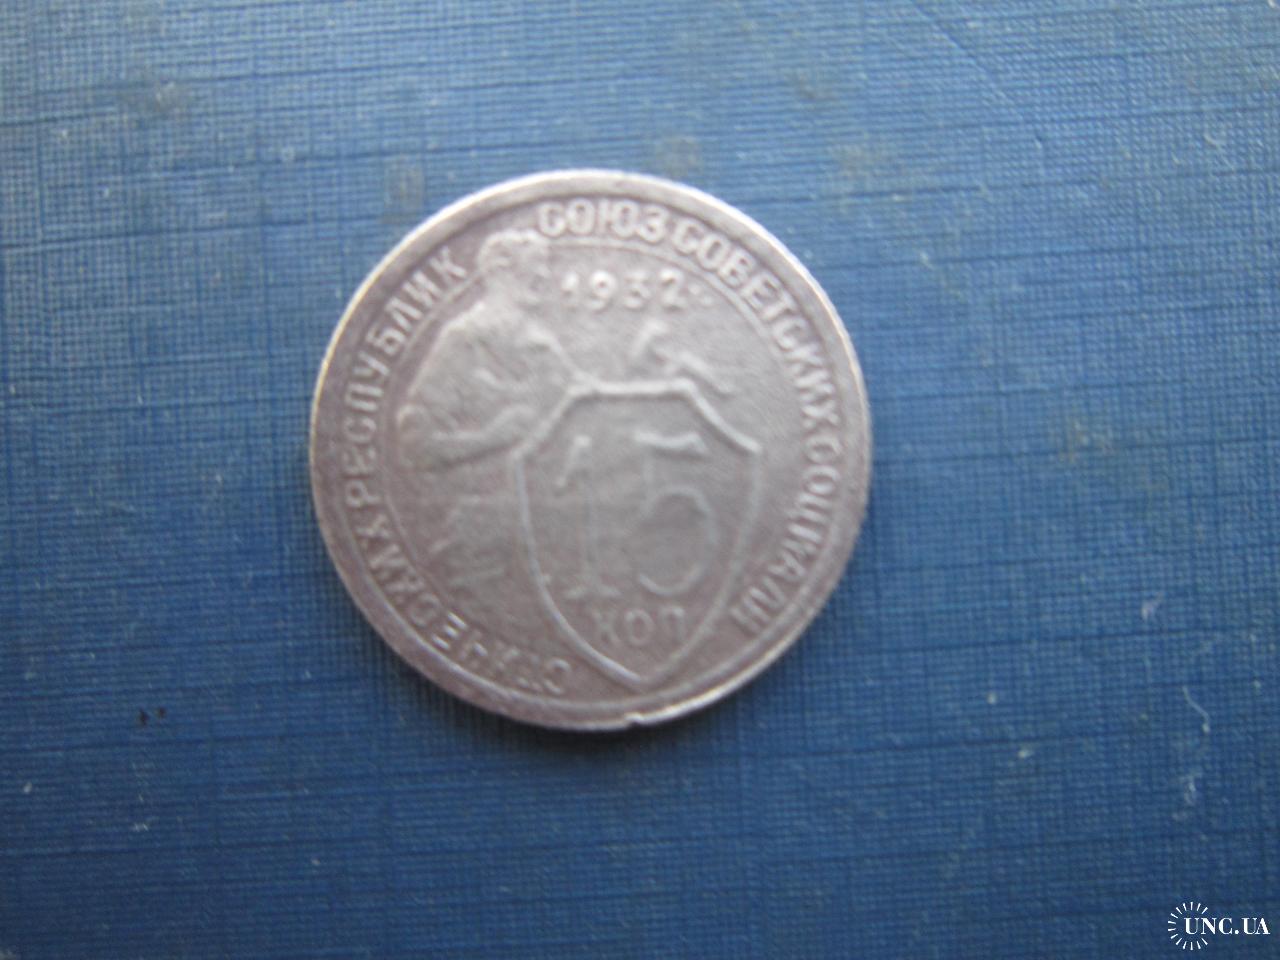 СОЮЗ СОВЕТСКИХ СОЦИАЛИ
СТИЧЕСКИХ РЕСПУБЛИК
1932
15
КОП
UNC.UA